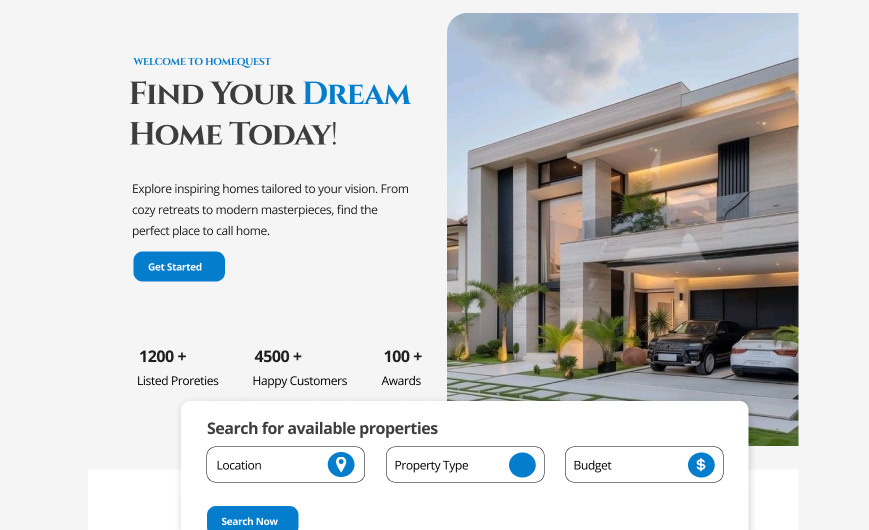 WELCOME TO HOMEQUEST
FIND YOUR DREAM
HOME TODAY!
Explore inspiring homes tailored to your vision. From
cozy retreats to modern masterpieces, find the
perfect place to call home.
Get Started
1200 +
4500 +
100 +
Listed Proreties
Happy Customers
Awards
Search for available properties
Location
Property Type
Budget
$
Search Now